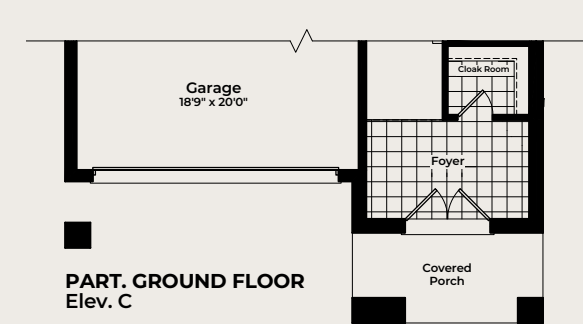 Cloak Room
Garage
18'9" x 20'0"
Foyer
Covered
Porch
PART. GROUND FLOOR
Elev. C